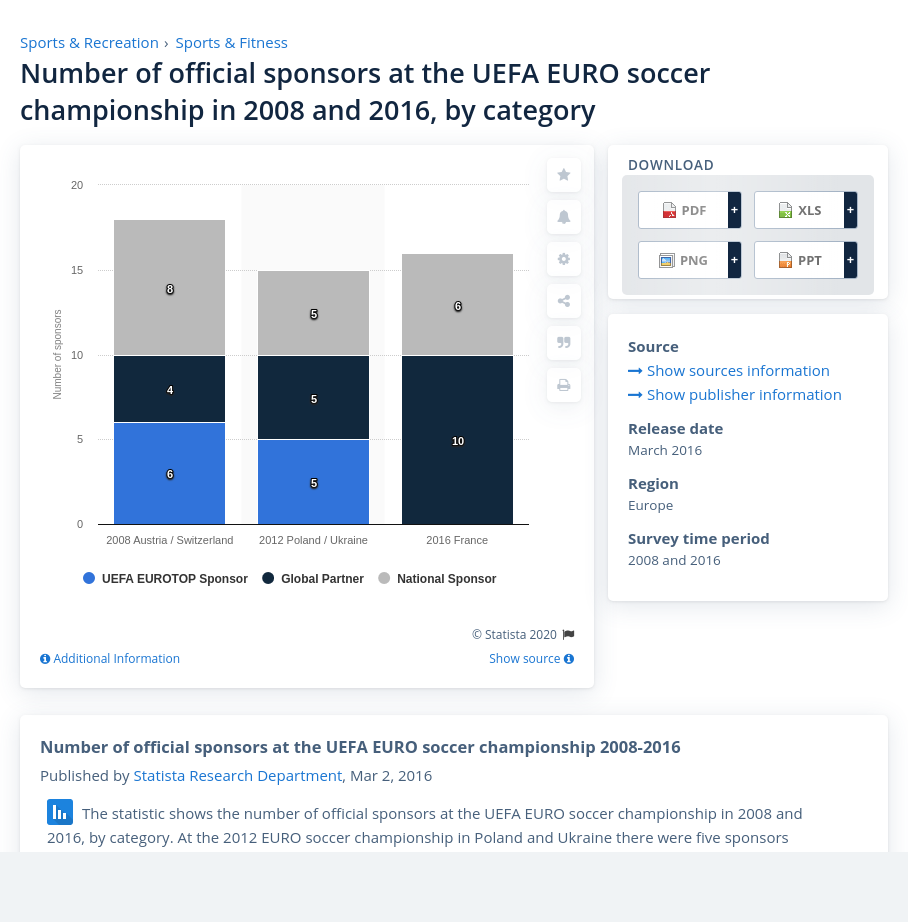 Sports & Recreation › Sports & Fitness
Number of official sponsors at the UEFA EURO soccer
championship in 2008 and 2016, by category
20
15
10
5
0
Number of sponsors
8
4
6
5
5
5
6
10
2008 Austria / Switzerland
2012 Poland / Ukraine
2016 France
UEFA EUROTOP Sponsor
Global Partner
National Sponsor
© Statista 2020
Additional Information
Show source
DOWNLOAD
PDF +
XLS +
PNG +
PPT +
Source
Show sources information
Show publisher information
Release date
March 2016
Region
Europe
Survey time period
2008 and 2016
Number of official sponsors at the UEFA EURO soccer championship 2008-2016
Published by Statista Research Department, Mar 2, 2016
The statistic shows the number of official sponsors at the UEFA EURO soccer championship in 2008 and
2016, by category. At the 2012 EURO soccer championship in Poland and Ukraine there were five sponsors